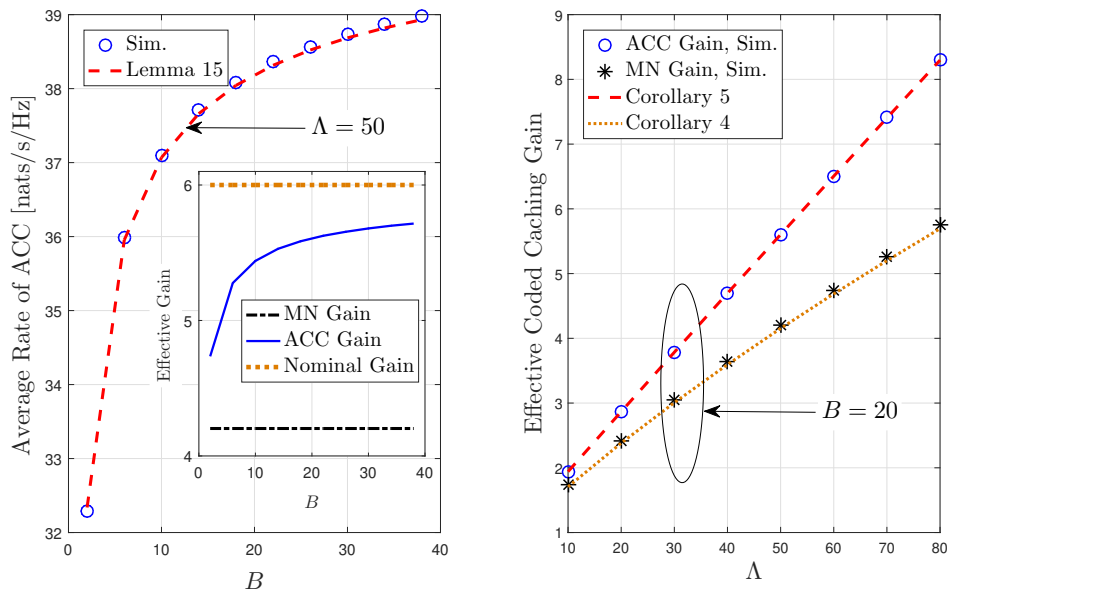 Average Rate of ACC [nats/s/Hz]
39
38
37
36
35
34
33
32
0
10
20
30
40
B
Sim.
Lemma 15
Λ = 50
Effective Gain
6
5
4
0
10
20
30
40
B
MN Gain
ACC Gain
Nominal Gain
Effective Coded Caching Gain
9
8
7
6
5
4
3
2
1
10
20
30
40
50
60
70
80
Λ
ACC Gain, Sim.
MN Gain, Sim.
Corollary 5
Corollary 4
B = 20